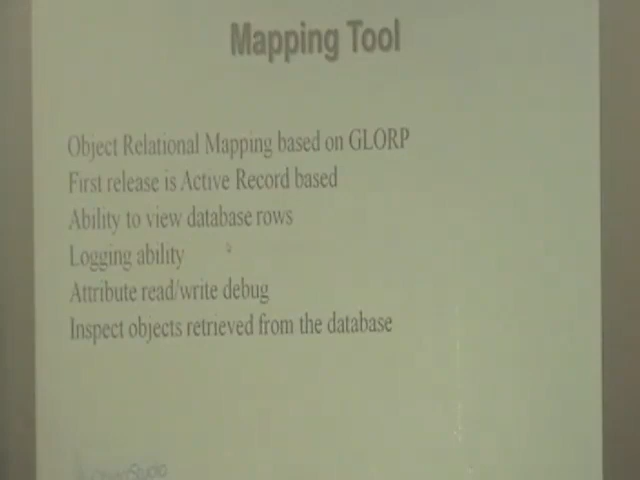 Mapping Tool
Object Relational Mapping based on GLORP
First release is Active Record based
Ability to view database rows
Logging ability
Attribute read/write debug
Inspect objects retrieved from the database
ObjectStudio